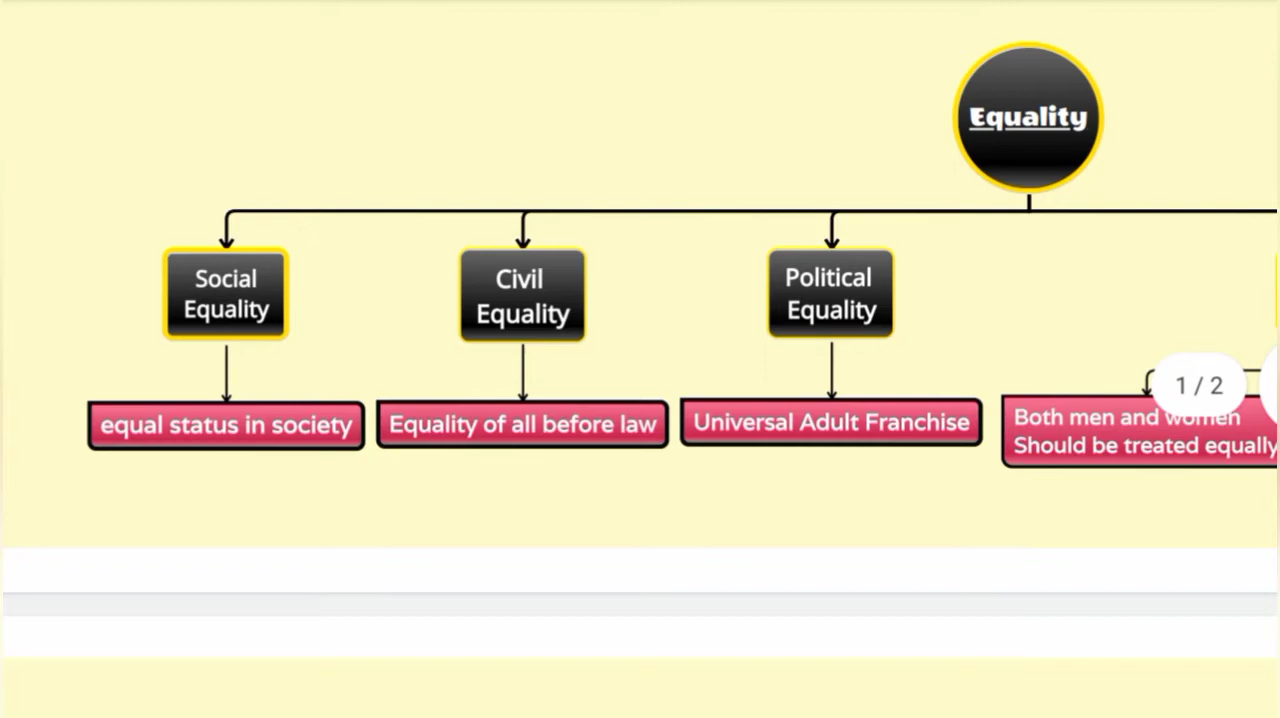 Equality
Social
Equality
Civil
Equality
Political
Equality
equal status in society
Equality of all before law
Universal Adult Franchise
1 / 2
Both men and women
Should be treated equally